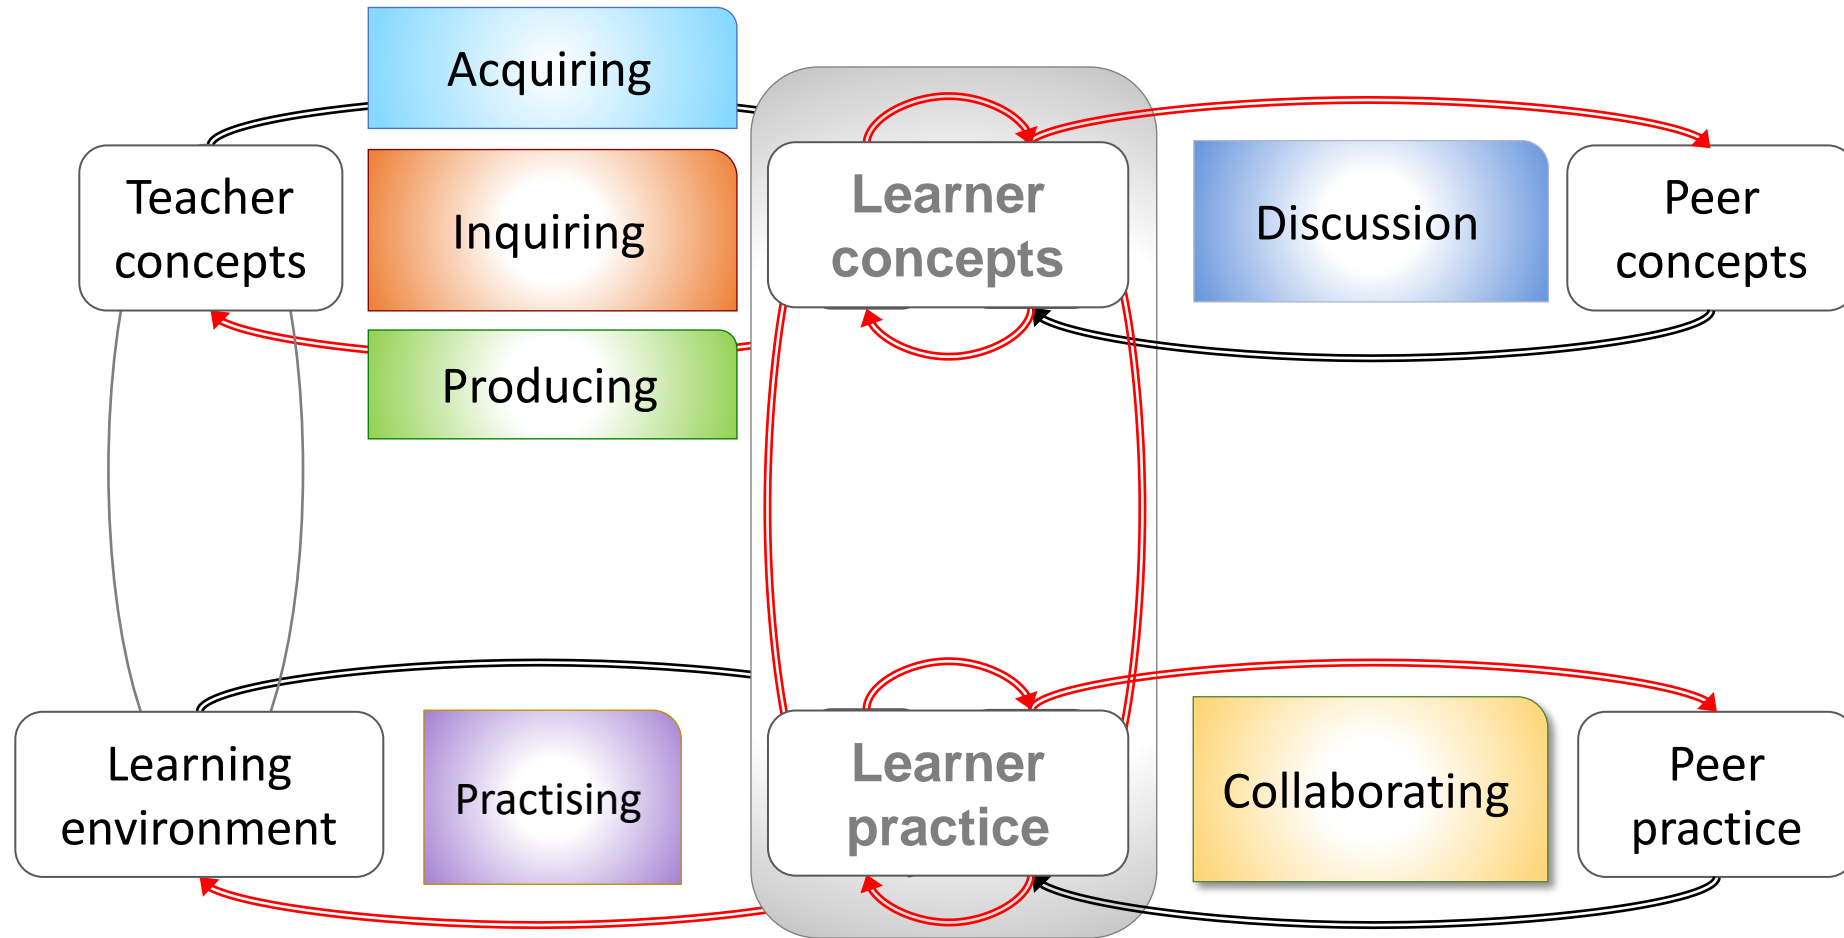 Acquiring
Teacher
concepts
Inquiring
Producing
Learner
concepts
Discussion
Peer
concepts
Learning
environment
Practising
Learner
practice
Collaborating
Peer
practice